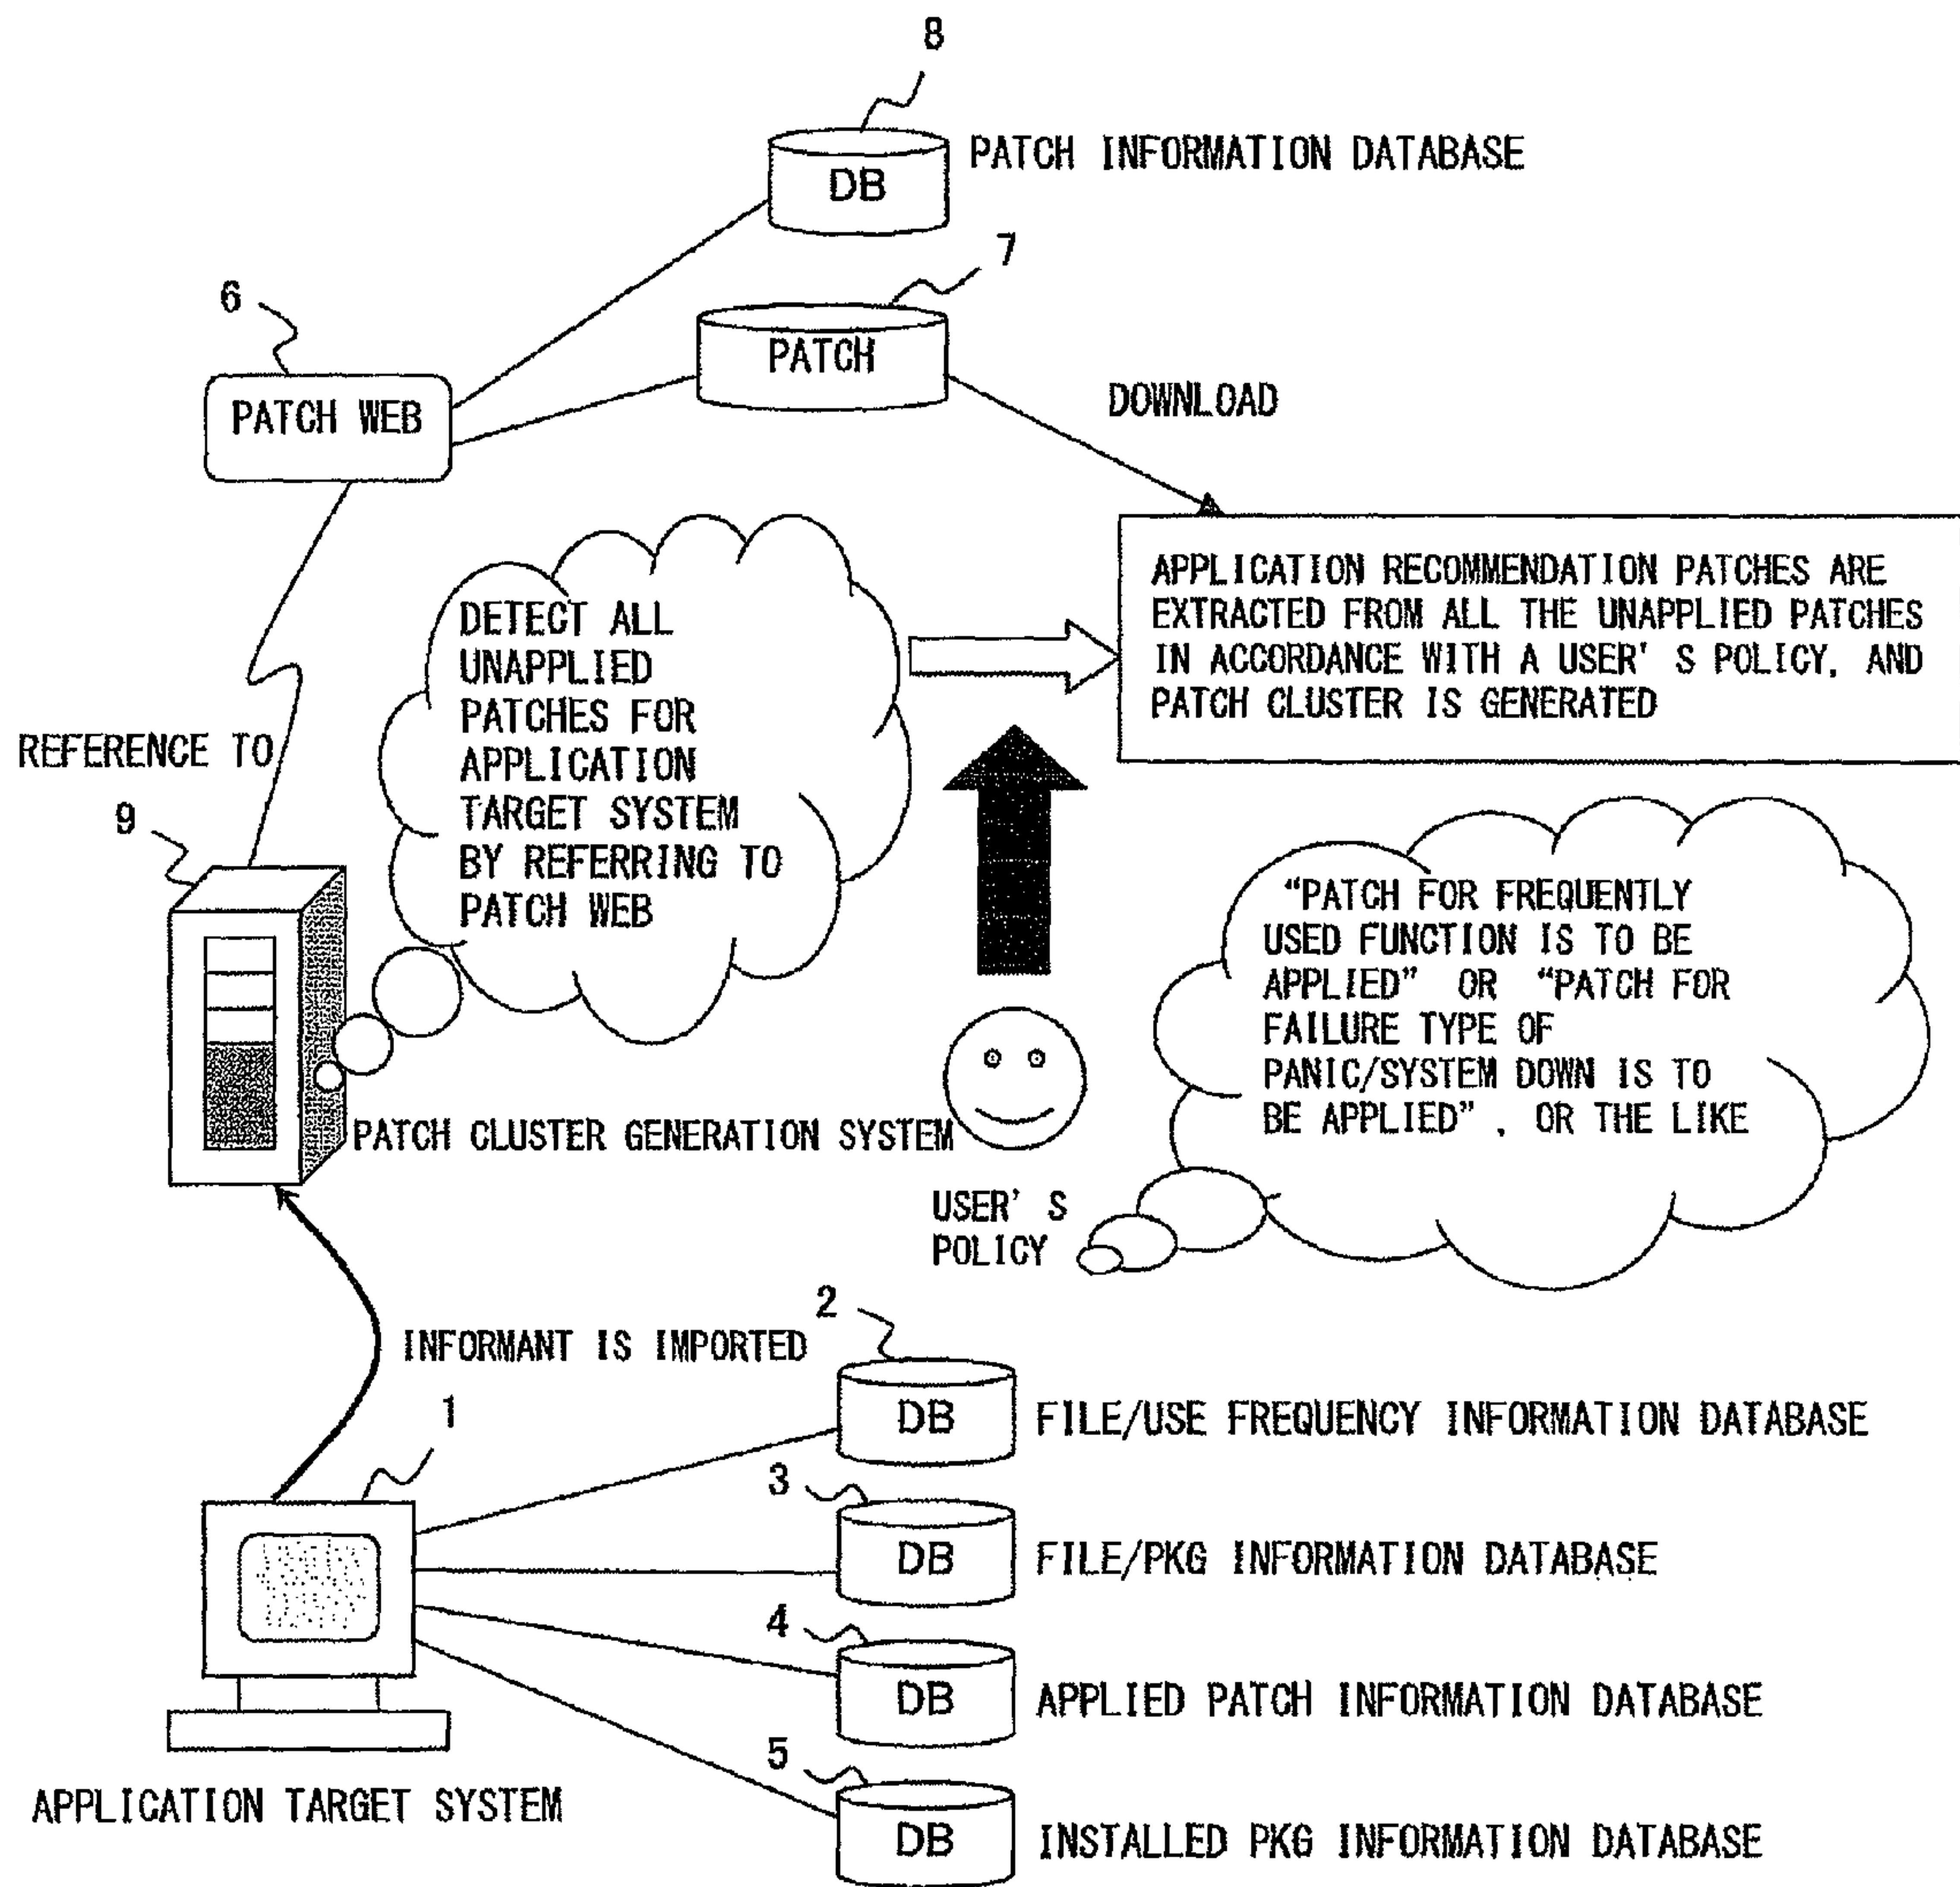 8
DB
PATCH INFORMATION DATABASE
7
6
PATCH
PATCH WEB
DOWNLOAD
DETECT ALL
UNAPPLIED
PATCHES FOR
APPLICATION
TARGET SYSTEM
BY REFERRING TO
PATCH WEB
APPLICATION RECOMMENDATION PATCHES ARE
EXTRACTED FROM ALL THE UNAPPLIED PATCHES
IN ACCORDANCE WITH A USER'S POLICY, AND
PATCH CLUSTER IS GENERATED
REFERENCE TO
9
"PATCH FOR FREQUENTLY
USED FUNCTION IS TO BE
APPLIED" OR "PATCH FOR
FAILURE TYPE OF
PANIC/SYSTEM DOWN IS TO
BE APPLIED", OR THE LIKE
PATCH CLUSTER GENERATION SYSTEM
USER'S
POLICY
INFORMANT IS IMPORTED
2
DB
FILE/USE FREQUENCY INFORMATION DATABASE
1
3
DB
FILE/PKG INFORMATION DATABASE
4
DB
APPLIED PATCH INFORMATION DATABASE
5
DB
INSTALLED PKG INFORMATION DATABASE
APPLICATION TARGET SYSTEM